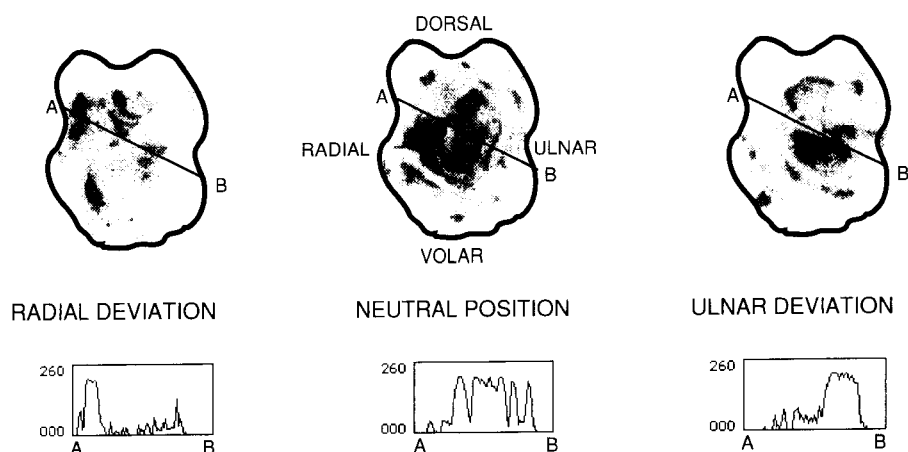 DORSAL
A
A
A
RADIAL
ULNAR
B
B
B
VOLAR
RADIAL DEVIATION
NEUTRAL POSITION
ULNAR DEVIATION
260
260
260
000
000
000
A
B
A
B
A
B